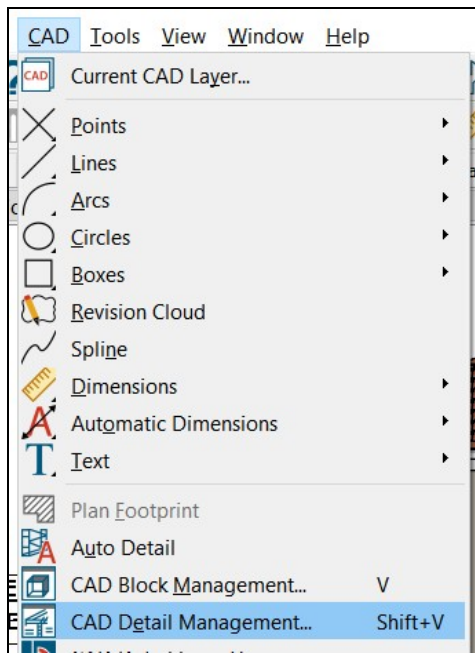 CAD Tools View Window Help
CAD Current CAD Layer...
Points
Lines
Arcs
Circles
Boxes
Revision Cloud
Spline
Dimensions
Automatic Dimensions
Text
Plan Footprint
Auto Detail
CAD Block Management... V
CAD Detail Management... Shift+V